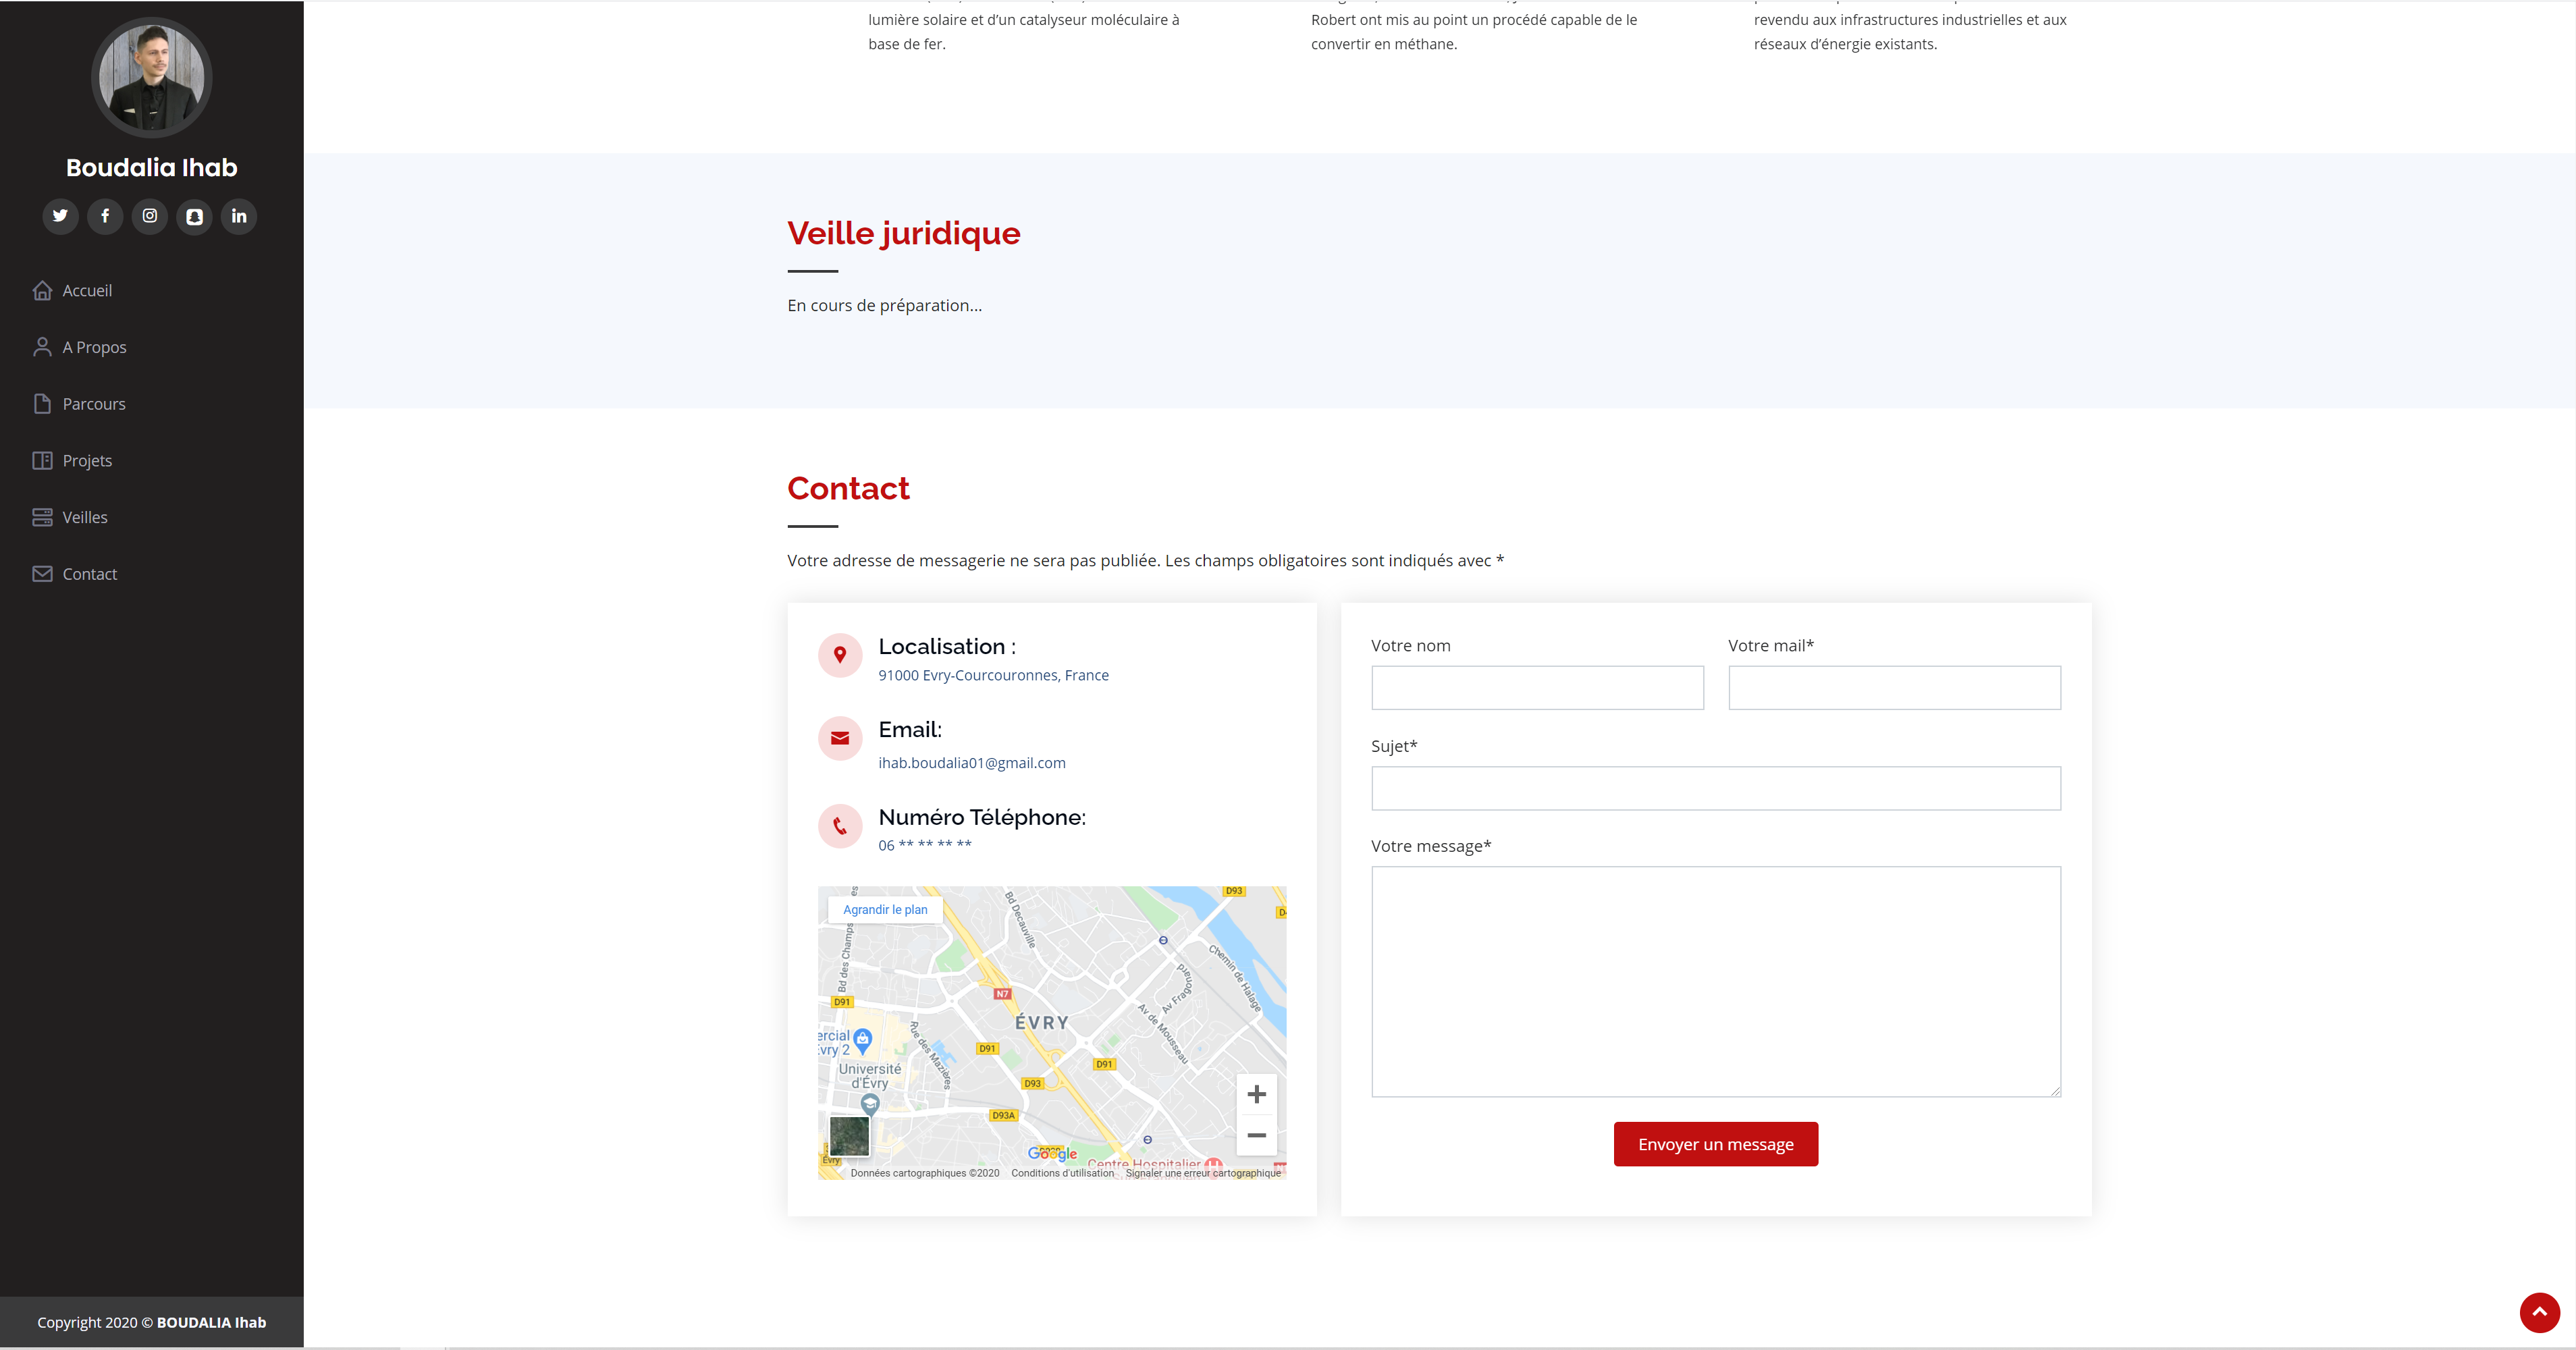 Boudalia Ihab
Accueil
A Propos
Parcours
Projets
Veilles
Contact
Copyright 2020 © BOUDALIA Ihab
lumière solaire et d’un catalyseur moléculaire à
base de fer.
Robert ont mis au point un procédé capable de le
convertir en méthane.
revendu aux infrastructures industrielles et aux
réseaux d’énergie existants.
Veille juridique
En cours de préparation...
Contact
Votre adresse de messagerie ne sera pas publiée. Les champs obligatoires sont indiqués avec *
Localisation :
91000 Evry-Courcouronnes, France
Email:
ihab.boudalia01@gmail.com
Numéro Téléphone:
06 ** ** ** **
Agrandir le plan
D93
Bd des Champs
Bd Decauville
Chemin de Halage
Av Fragonard
Av de Mousseau
D91
N7
ÉVRY
Evry 2
Rue des Mazières
D91
D91
Université
d'Évry
D93
D93A
Évry
Google
Centre Hospitalier
Données cartographiques ©2020
Conditions d'utilisation
Signaler une erreur cartographique
Votre nom
Votre mail*
Sujet*
Votre message*
Envoyer un message